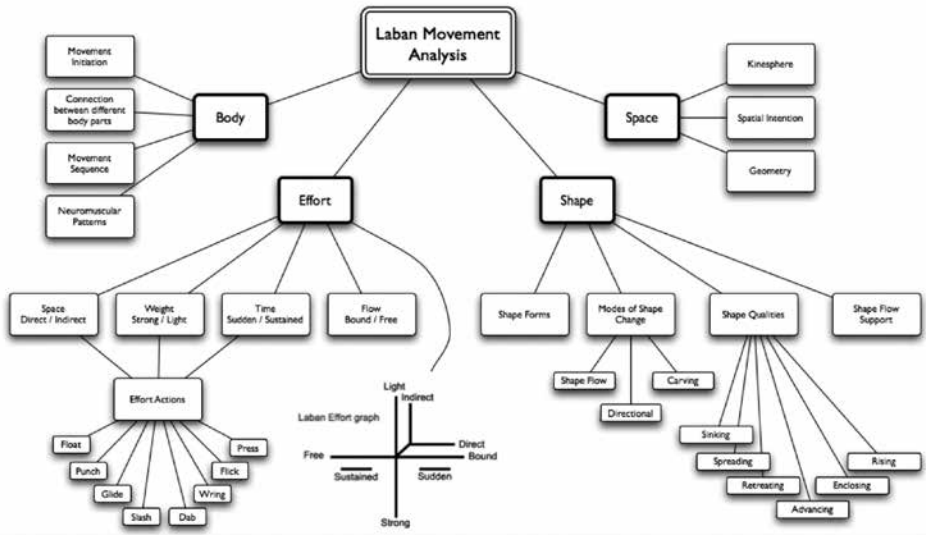 Laban Movement
Analysis
Movement
Initiation
Connection
between different
body parts
Movement
Sequence
Neuromuscular
Patterns
Body
Space
Kinesphere
Spatial Intention
Geometry
Effort
Shape
Space
Direct / Indirect
Weight
Strong / Light
Time
Sudden / Sustained
Flow
Bound / Free
Shape Forms
Modes of Shape
Change
Shape Qualities
Shape Flow
Support
Effort Actions
Float
Punch
Glide
Slash
Dab
Wring
Flick
Press
Laban Effort graph
Light
Indirect
Direct
Free
Bound
Sustained
Sudden
Strong
Shape Flow
Directional
Carving
Sinking
Spreading
Retreating
Advancing
Enclosing
Rising